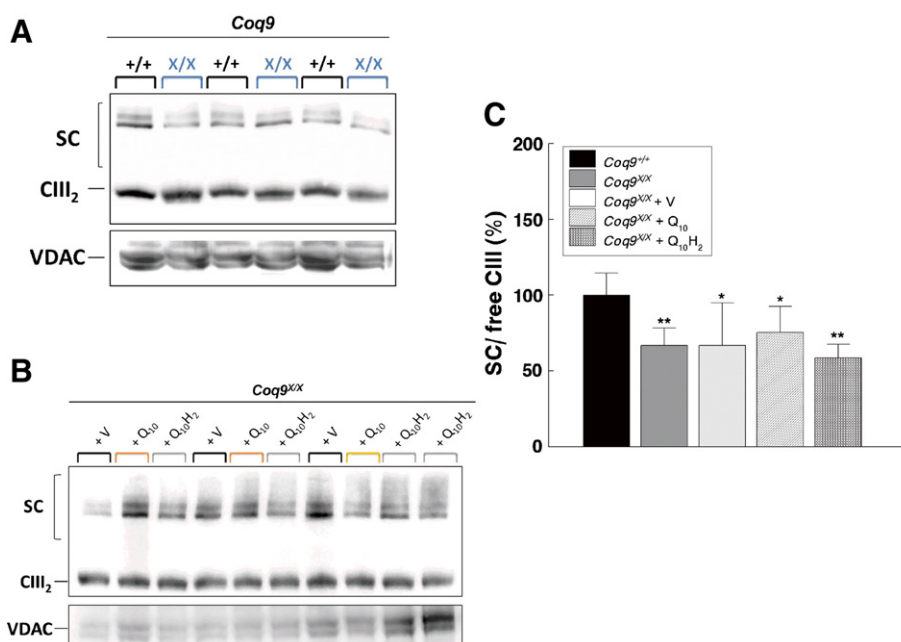 A
Coq9
+/+ X/X +/+ X/X +/+ X/X
SC
CIII₂
VDAC
B
Coq9X/X
+ V + Q₁₀ + Q₁₀H₂ + V + Q₁₀ + Q₁₀H₂ + V + Q₁₀ + Q₁₀H₂ + Q₁₀H₂
SC
CIII₂
VDAC
C
200
150
100
50
0
SC/ free CIII (%)
Coq9+/+
Coq9X/X
Coq9X/X + V
Coq9X/X + Q₁₀
Coq9X/X + Q₁₀H₂
** * * **